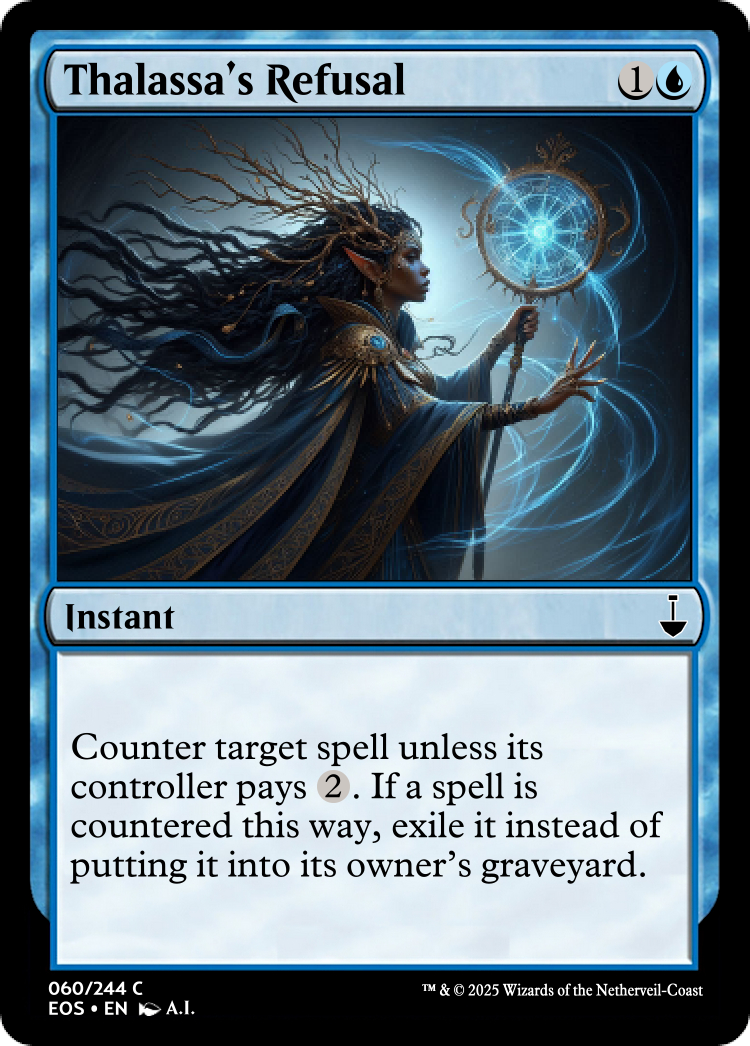 Thalassa's Refusal 1
Instant
Counter target spell unless its
controller pays 2. If a spell is
countered this way, exile it instead of
putting it into its owner's graveyard.
060/244 C
EOS • EN A.I.
™ & © 2025 Wizards of the Netherveil-Coast